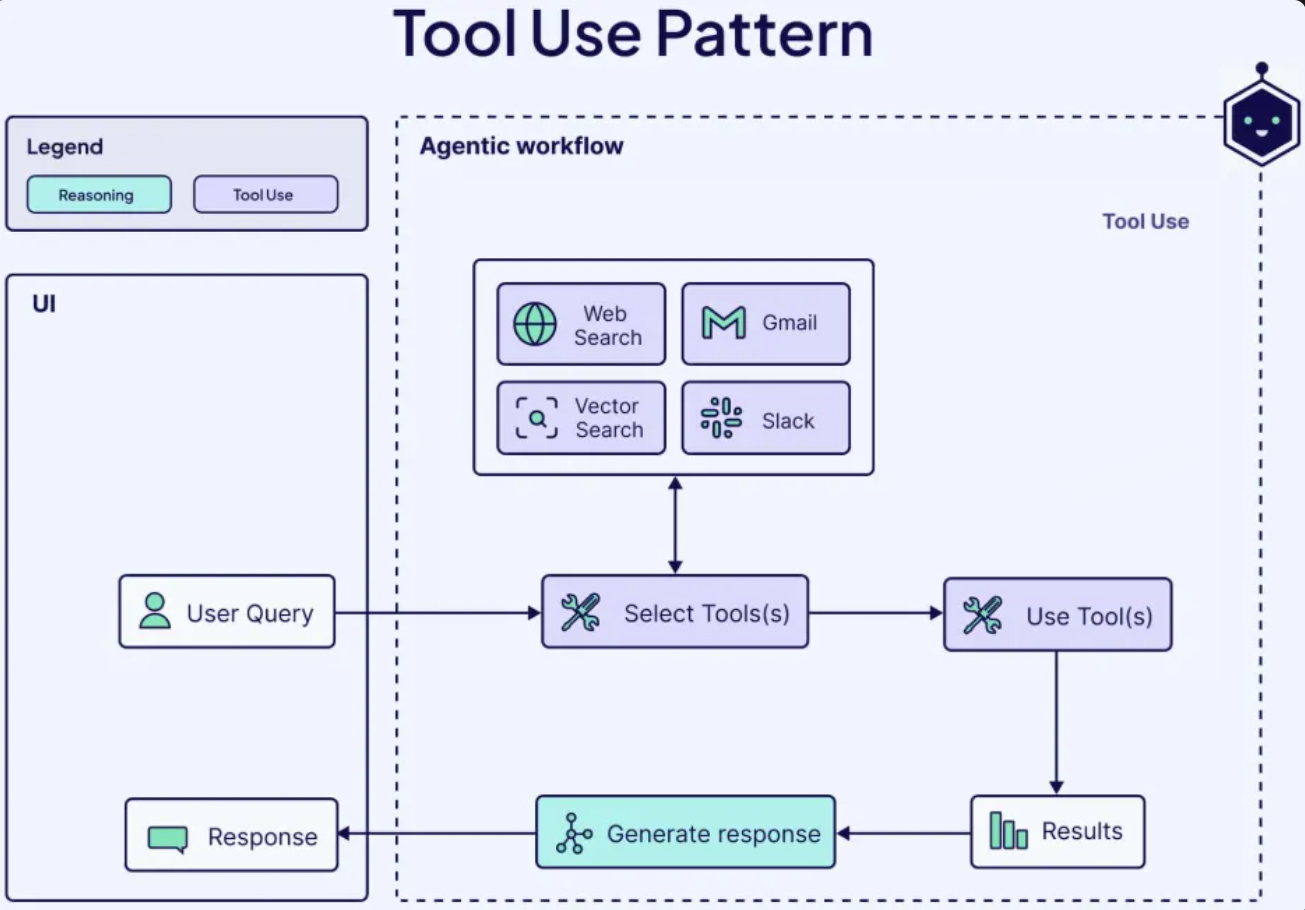 Tool Use Pattern
Legend
Reasoning
Tool Use
Agentic workflow
Tool Use
UI
Web
Search
Gmail
Vector
Search
Slack
User Query
Select Tools(s)
Use Tool(s)
Response
Generate response
Results